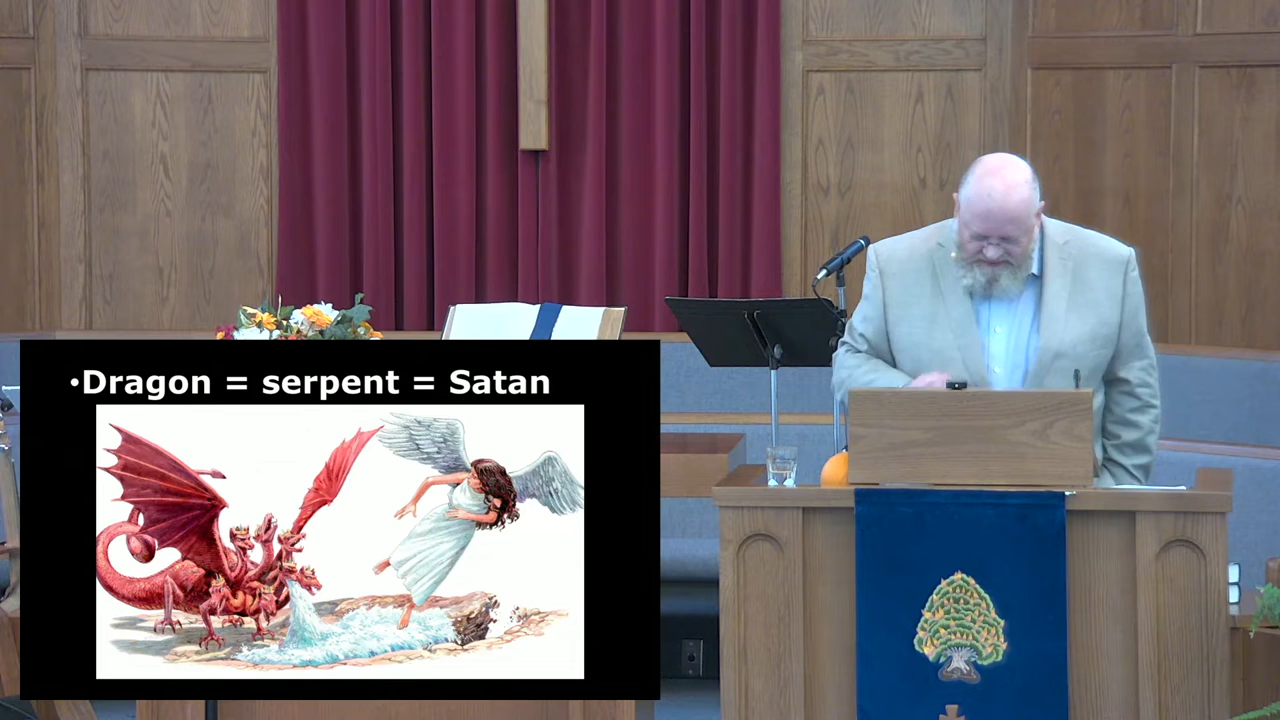 •Dragon = serpent = Satan